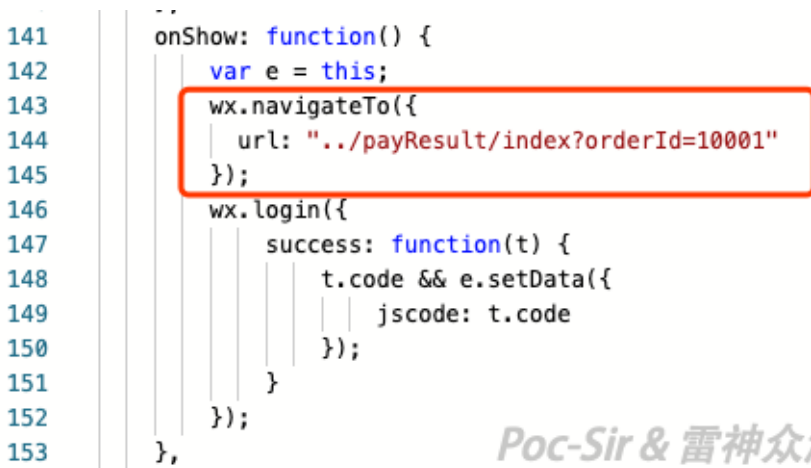 141 onShow: function() {
142 var e = this;
143 wx.navigateTo({
144 url: "../payResult/index?orderId=10001"
145 });
146 wx.login({
147 success: function(t) {
148 t.code && e.setData({
149 jscode: t.code
150 });
151 }
152 });
153 },
Poc-Sir & 雷神众